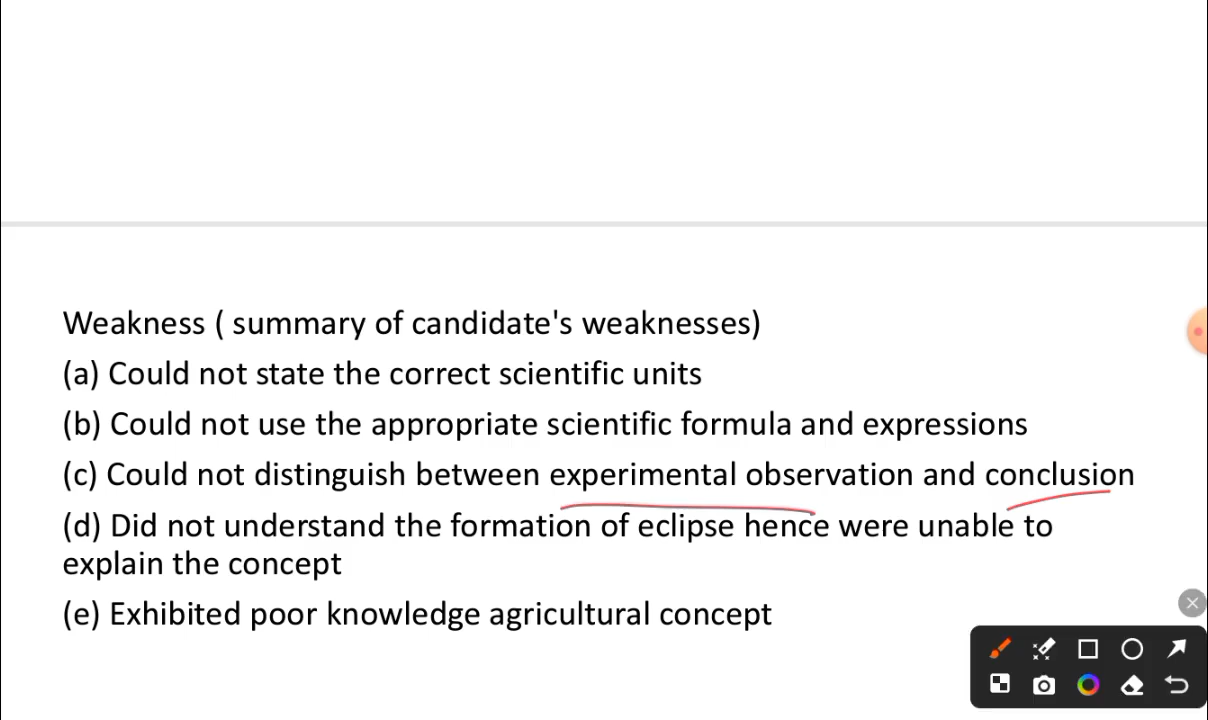 Weakness ( summary of candidate's weaknesses)
(a) Could not state the correct scientific units
(b) Could not use the appropriate scientific formula and expressions
(c) Could not distinguish between experimental observation and conclusion
(d) Did not understand the formation of eclipse hence were unable to
explain the concept
(e) Exhibited poor knowledge agricultural concept